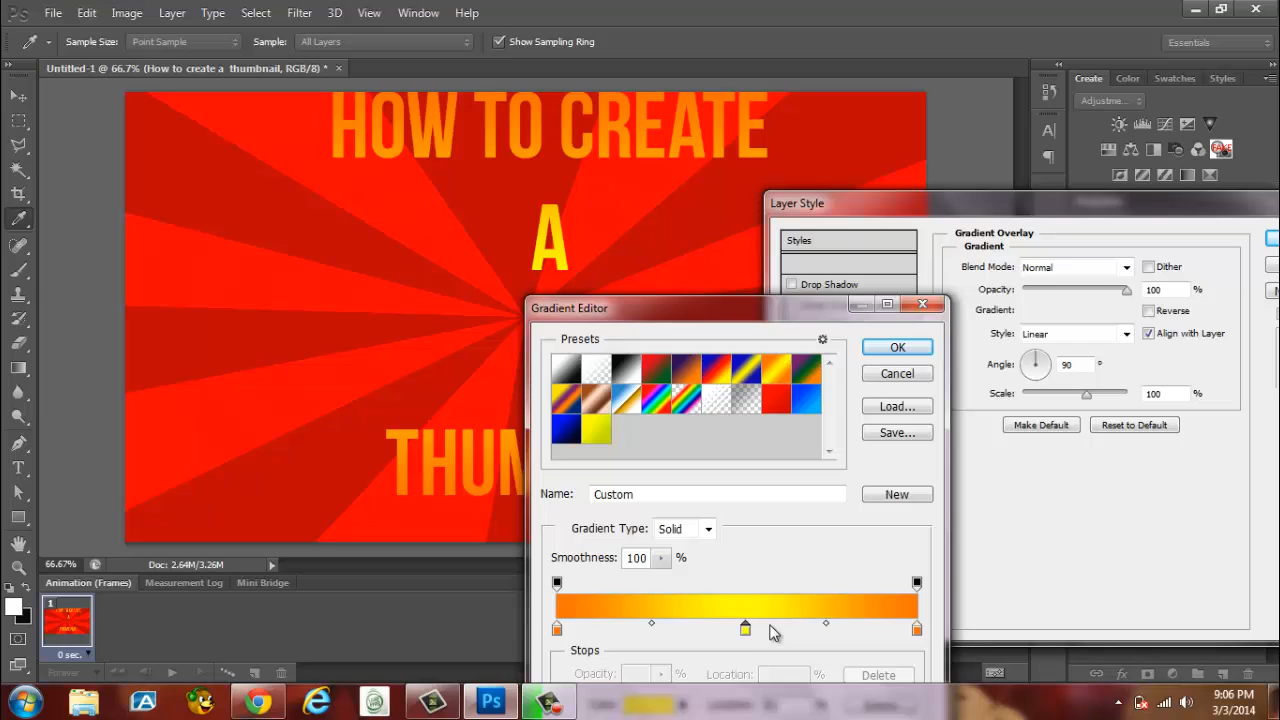 Ps File Edit Image Layer Type Select Filter 3D View Window Help
Sample Size: Point Sample Sample: All Layers Show Sampling Ring Essentials
Untitled-1 @ 66.7% (How to create a thumbnail, RGB/8) * ×
Create Color Swatches Styles
Adjustme...
HOW TO CREATE
A
THUM
Layer Style
Styles
Drop Shadow
Gradient Overlay
Gradient
Blend Mode: Normal Dither
Opacity: 100 %
Gradient: Reverse
Style: Linear Align with Layer
Angle: 90 °
Scale: 100 %
Make Default Reset to Default
Gradient Editor
Presets
OK
Cancel
Load...
Save...
Name: Custom New
Gradient Type: Solid
Smoothness: 100 %
Stops
Opacity: % Location: % Delete
66.67% Doc: 2.64M/3.26M
Animation (Frames) Measurement Log Mini Bridge
1
0 sec.
Forever
Ps
9:06 PM
3/3/2014